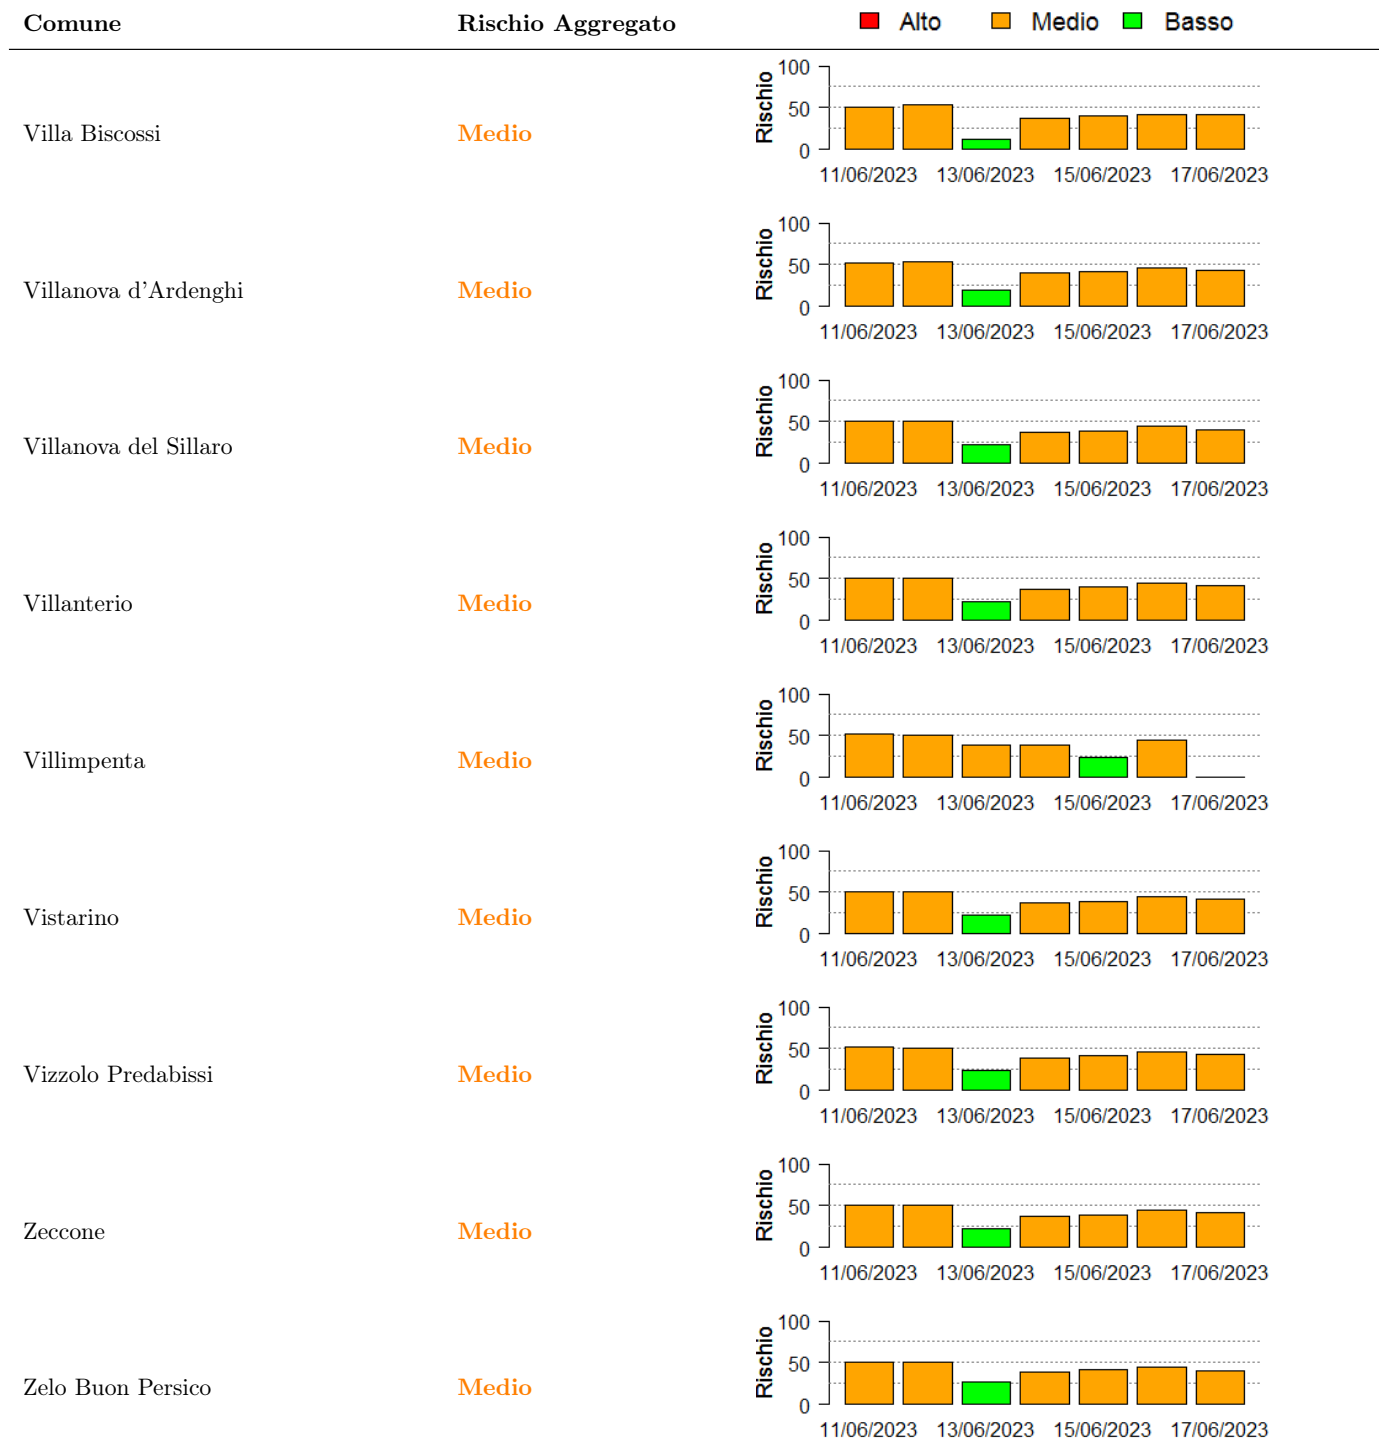 Comune Rischio Aggregato Alto Medio Basso
100
50
0
Rischio
Villa Biscossi Medio
11/06/2023 13/06/2023 15/06/2023 17/06/2023
100
50
0
Rischio
Villanova d'Ardenghi Medio
11/06/2023 13/06/2023 15/06/2023 17/06/2023
100
50
0
Rischio
Villanova del Sillaro Medio
11/06/2023 13/06/2023 15/06/2023 17/06/2023
100
50
0
Rischio
Villanterio Medio
11/06/2023 13/06/2023 15/06/2023 17/06/2023
100
50
0
Rischio
Villimpenta Medio
11/06/2023 13/06/2023 15/06/2023 17/06/2023
100
50
0
Rischio
Vistarino Medio
11/06/2023 13/06/2023 15/06/2023 17/06/2023
100
50
0
Rischio
Vizzolo Predabissi Medio
11/06/2023 13/06/2023 15/06/2023 17/06/2023
100
50
0
Rischio
Zeccone Medio
11/06/2023 13/06/2023 15/06/2023 17/06/2023
100
50
0
Rischio
Zelo Buon Persico Medio
11/06/2023 13/06/2023 15/06/2023 17/06/2023